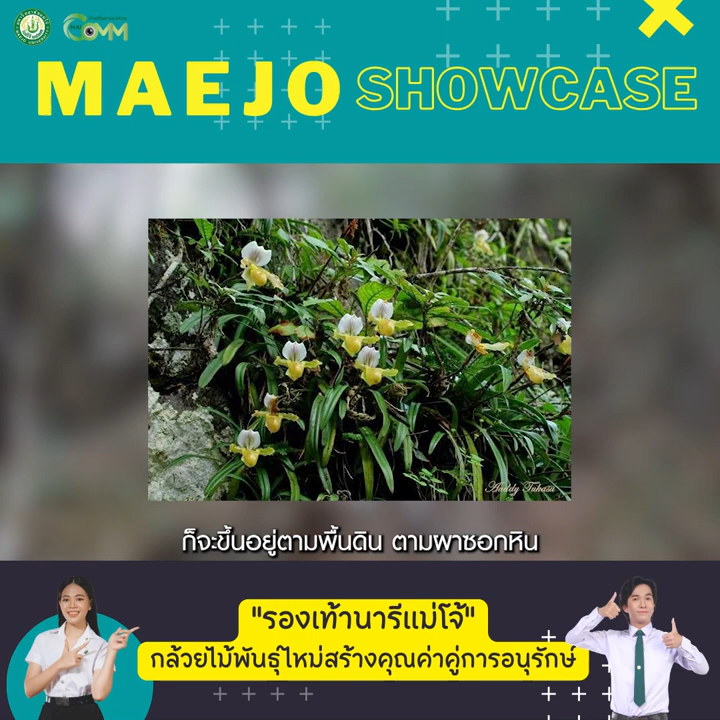 COMM
MAEJO SHOWCASE
Aaddy Tukasii
ก็จะขึ้นอยู่ตามพื้นดิน ตามผาซอกหิน
"รองเท้านารีแม่โจ้"
กล้วยไม้พันธุ์ใหม่สร้างคุณค่าคู่การอนุรักษ์